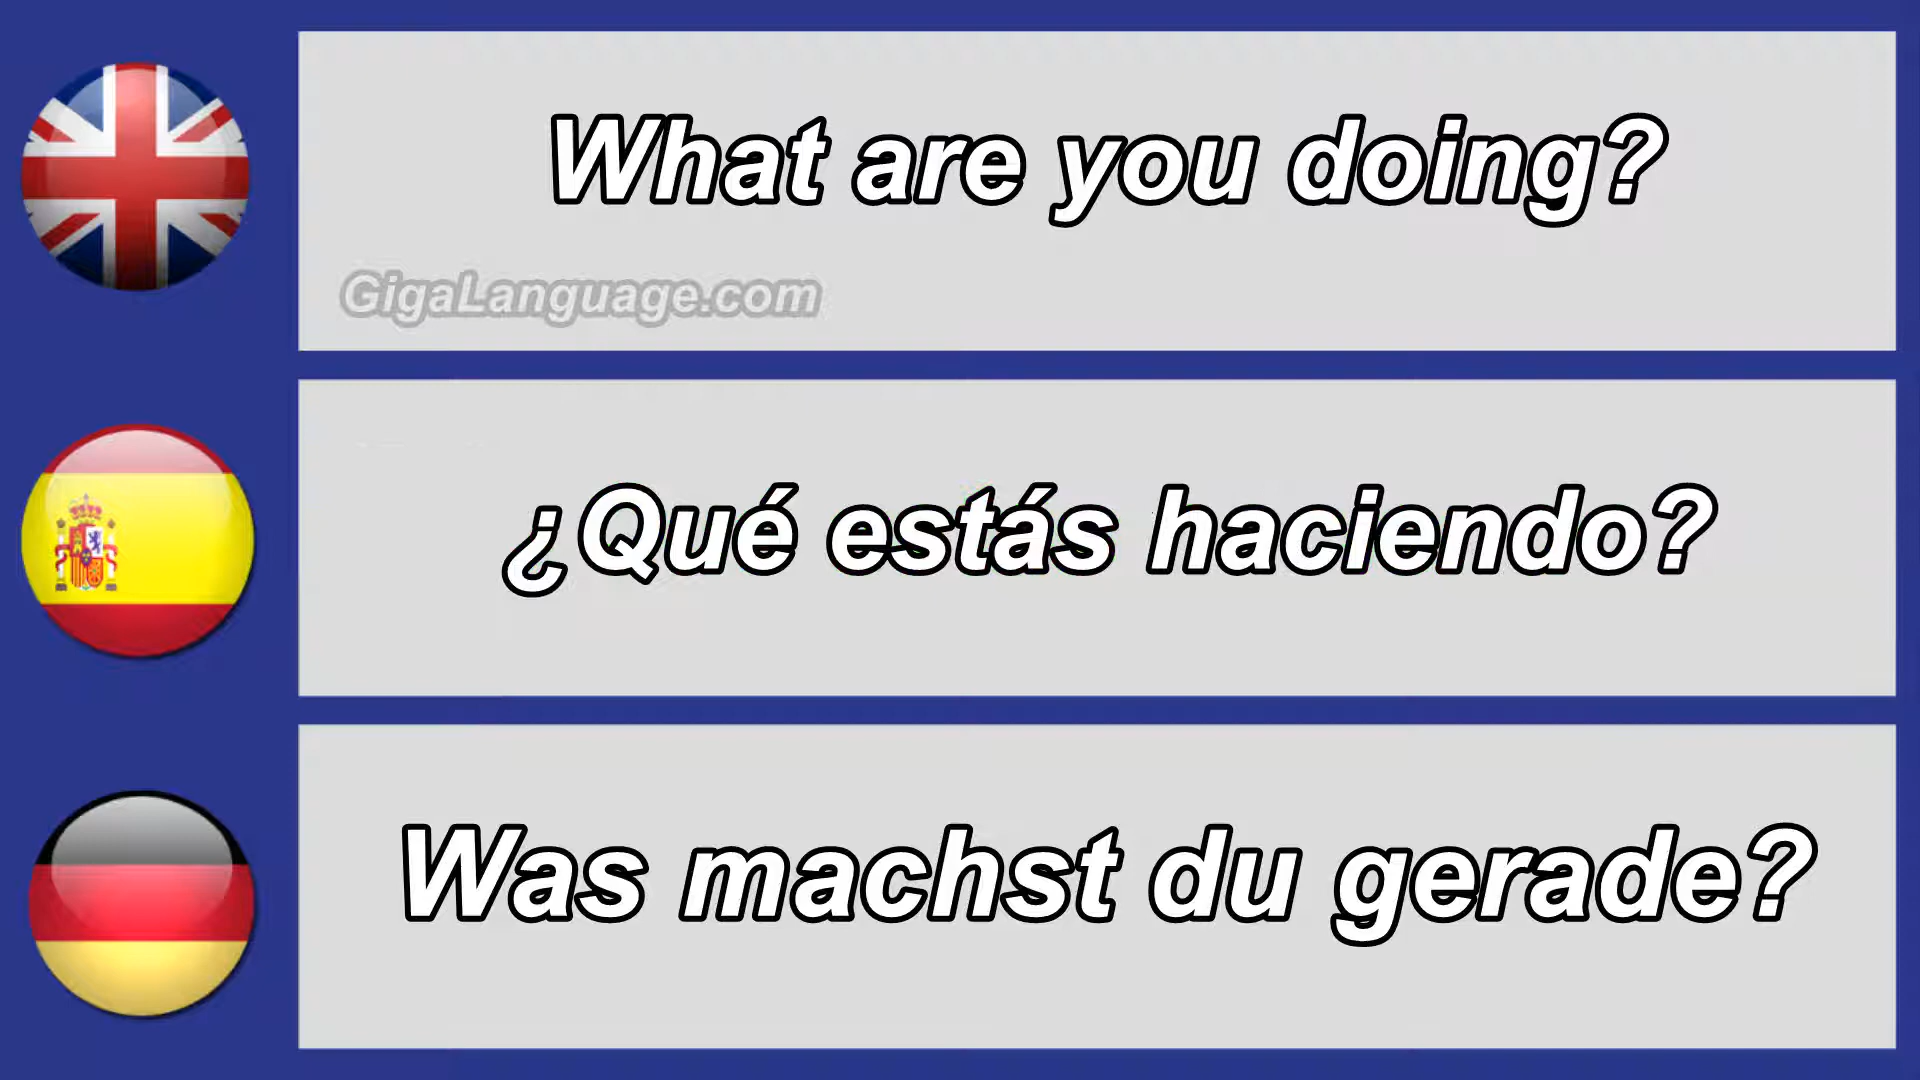 What are you doing?
GigaLanguage.com
¿Qué estás haciendo?
Was machst du gerade?